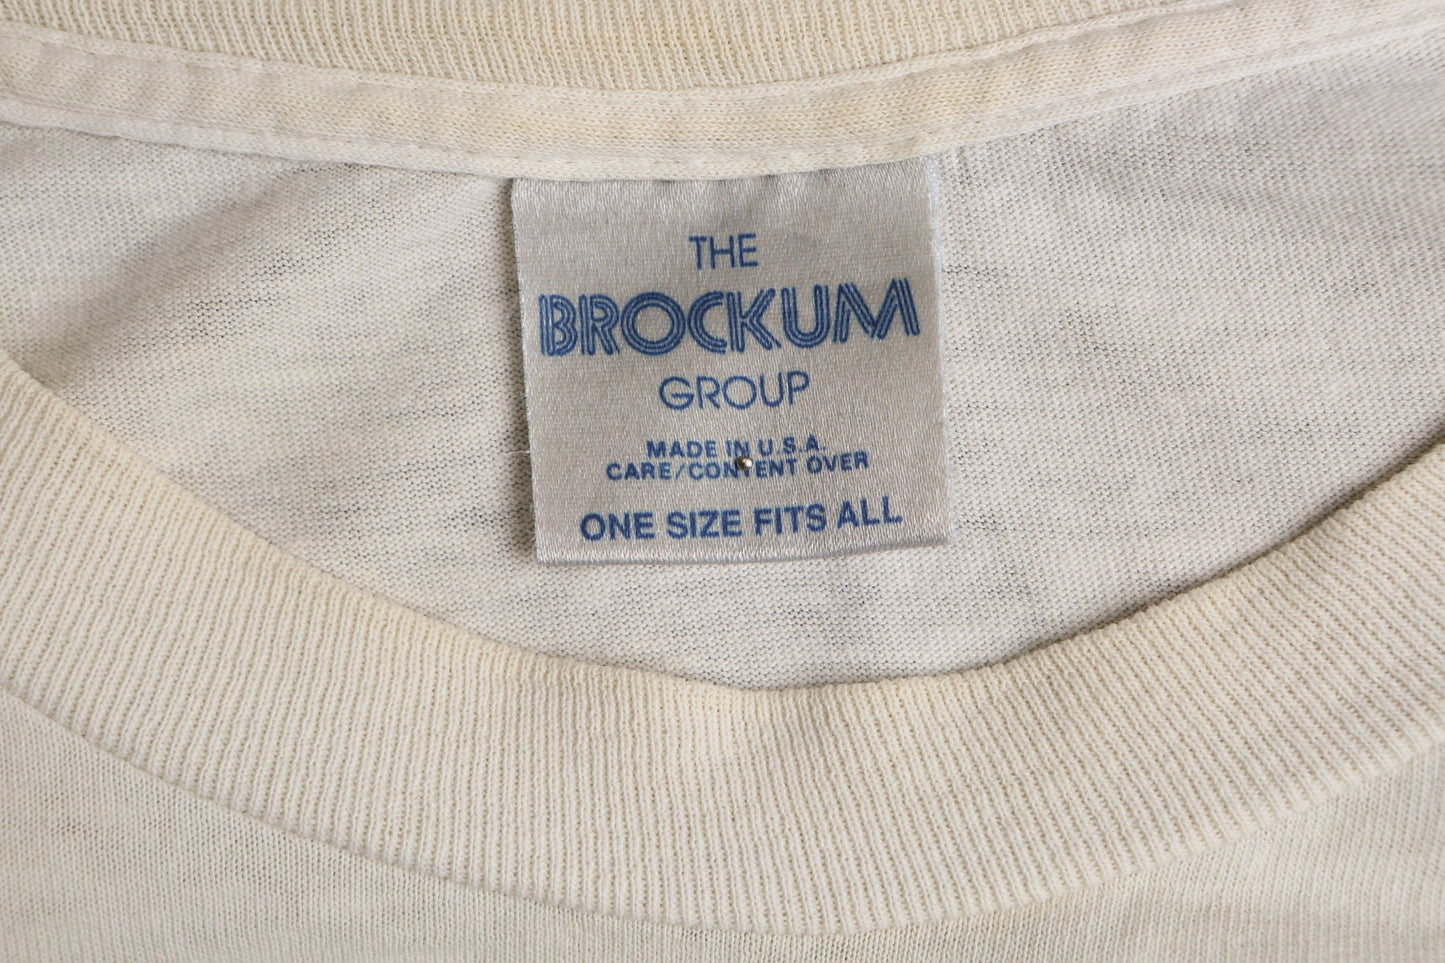 THE
BROCKUM
GROUP
MADE IN U.S.A.
CARE/CONTENT OVER
ONE SIZE FITS ALL